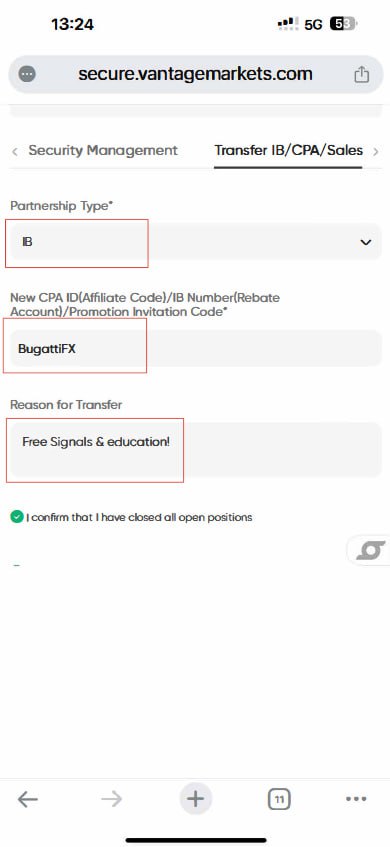 13:24
5G
53
secure.vantagemarkets.com
Security Management
Transfer IB/CPA/Sales
Partnership Type*
IB
New CPA ID(Affiliate Code)/IB Number(Rebate
Account)/Promotion Invitation Code*
BugattiFX
Reason for Transfer
Free Signals & education!
I confirm that I have closed all open positions
11